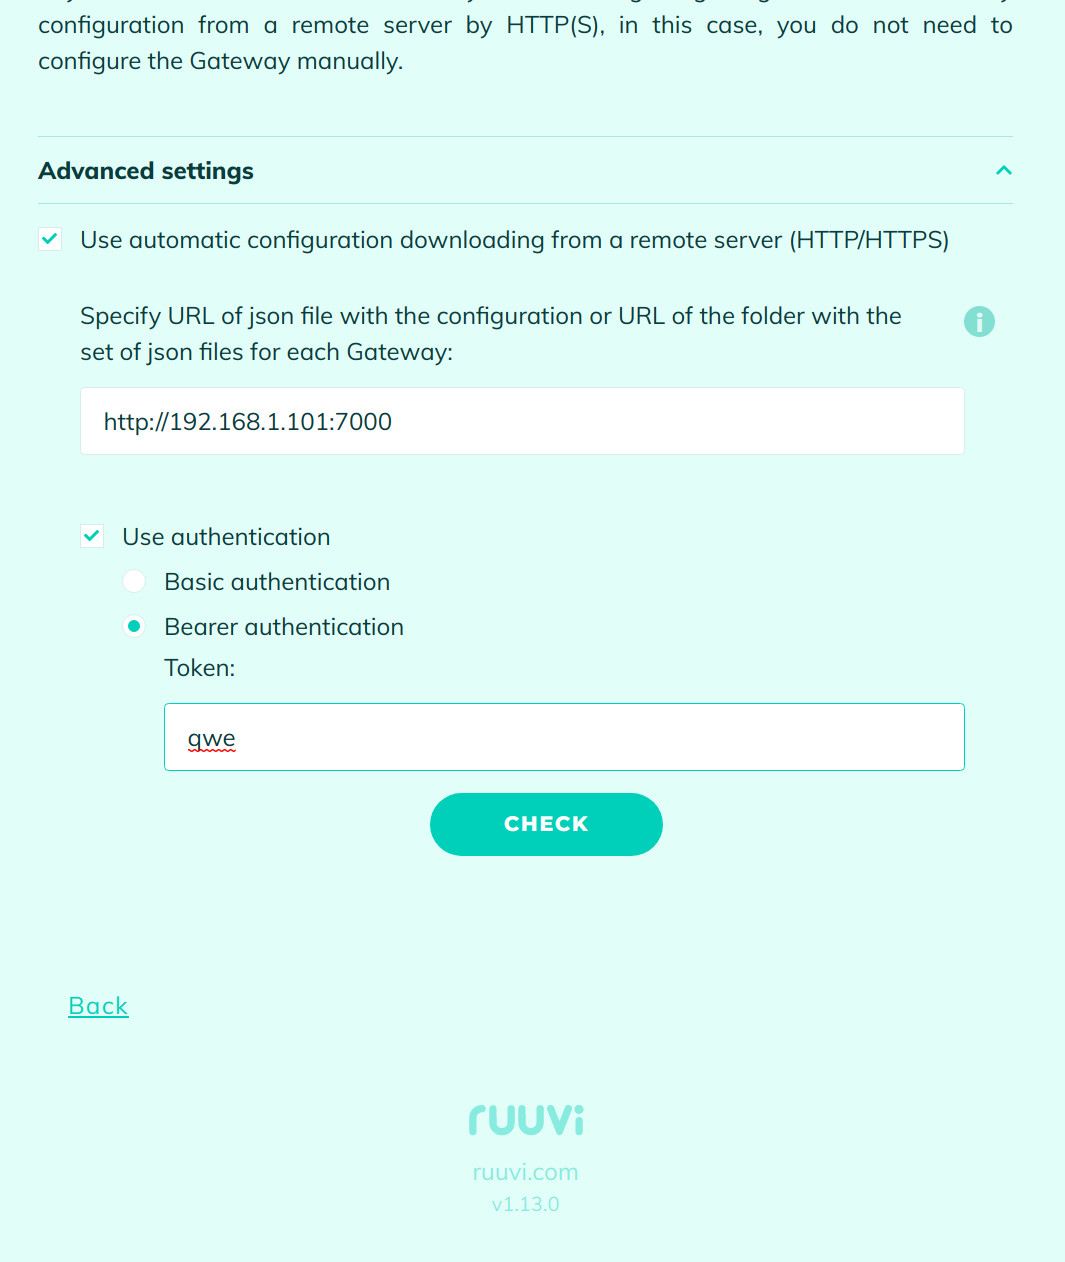 configuration from a remote server by HTTP(S), in this case, you do not need to
configure the Gateway manually.
Advanced settings
Use automatic configuration downloading from a remote server (HTTP/HTTPS)
Specify URL of json file with the configuration or URL of the folder with the
set of json files for each Gateway:
http://192.168.1.101:7000
Use authentication
Basic authentication
Bearer authentication
Token:
qwe
CHECK
Back
ruuvi
ruuvi.com
v1.13.0